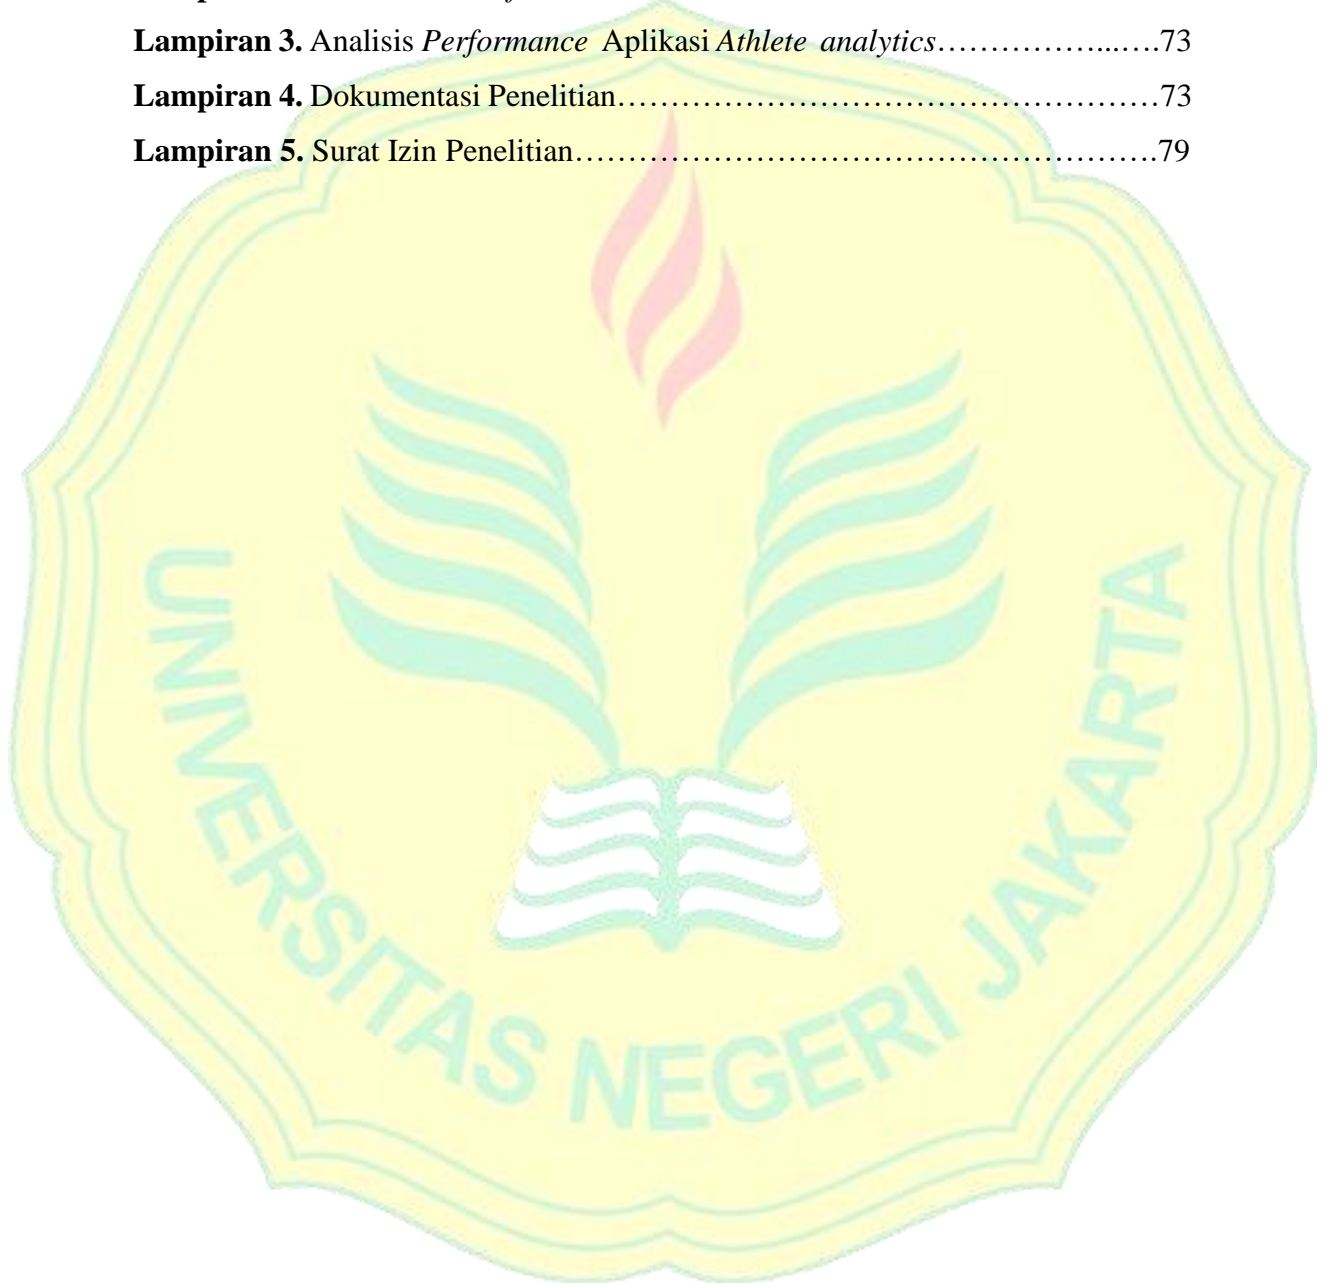 Lampiran 3. Analisis Performance Aplikasi Athlete analytics……………...….73
Lampiran 4. Dokumentasi Penelitian……………………………………………73
Lampiran 5. Surat Izin Penelitian……………………………………………….79
UNIVERSITAS NEGERI JAKARTA